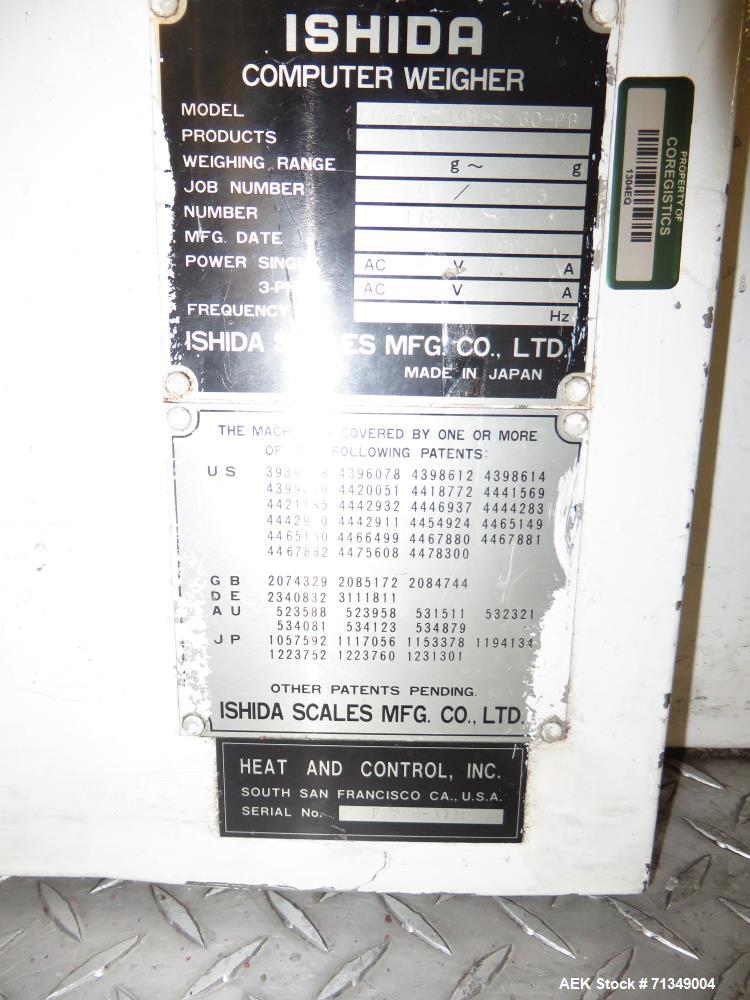 ISHIDA
COMPUTER WEIGHER
MODEL
PRODUCTS
WEIGHING RANGE g ~ g
JOB NUMBER /
NUMBER
MFG. DATE
POWER AC V A
AC V A
FREQUENCY Hz
ISHIDA MFG. CO., LTD.
MADE IN JAPAN
PROPERTY OF
COREGISTICS
1304EQ
THE COVERED BY ONE OR MORE
OF FOLLOWING PATENTS:
US 4396078 4398612 4398614
4420051 4418772 4441569
4442932 4446937 4444283
4442911 4454924 4465149
4466499 4467880 4467881
4475608 4478300
GB 2074329 2085172 2084744
DE 2340832 3111811
AU 523588 523958 531511 532321
534081 534123 534879
JP 1057592 1117056 1153378 1194134
1223752 1223760 1231301
OTHER PATENTS PENDING.
ISHIDA SCALES MFG. CO., LTD.
HEAT AND CONTROL, INC.
SOUTH SAN FRANCISCO CA., U.S.A.
SERIAL No.
AEK Stock #71349004